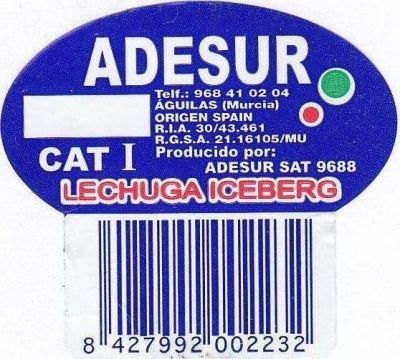 ADESUR
Telf.: 968 41 02 04
ÁGUILAS (Murcia)
ORIGEN SPAIN
R.I.A. 30/43.461
R.G.S.A. 21.16105/MU
CAT I
Producido por:
ADESUR SAT 9688
LECHUGA ICEBERG
8 427992 002232